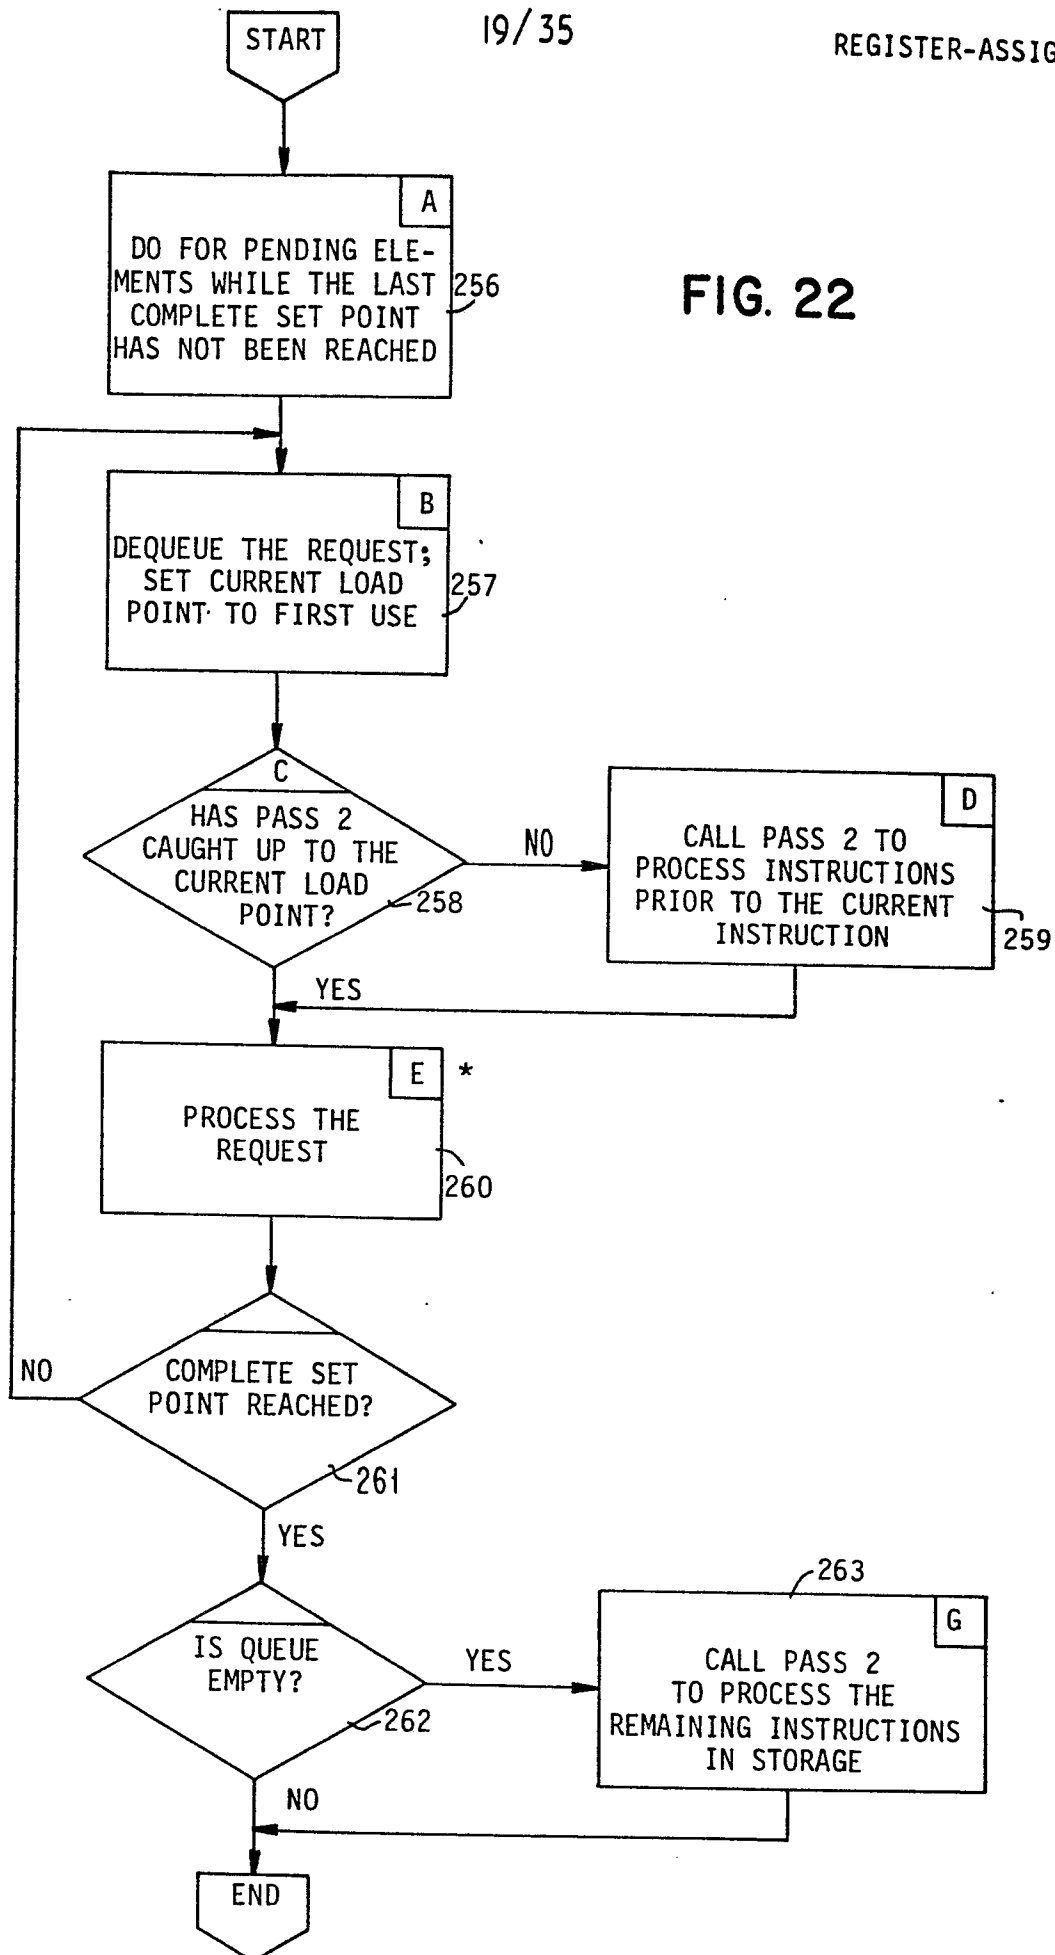 19/35
REGISTER-ASSIG
START
A
DO FOR PENDING ELE-
MENTS WHILE THE LAST
COMPLETE SET POINT
HAS NOT BEEN REACHED
256
FIG. 22
B
DEQUEUE THE REQUEST;
SET CURRENT LOAD
POINT TO FIRST USE
257
C
HAS PASS 2
CAUGHT UP TO THE
CURRENT LOAD
POINT?
258
NO
D
CALL PASS 2 TO
PROCESS INSTRUCTIONS
PRIOR TO THE CURRENT
INSTRUCTION
259
YES
E *
PROCESS THE
REQUEST
260
NO
COMPLETE SET
POINT REACHED?
261
YES
IS QUEUE
EMPTY?
262
YES
263
G
CALL PASS 2
TO PROCESS THE
REMAINING INSTRUCTIONS
IN STORAGE
NO
END